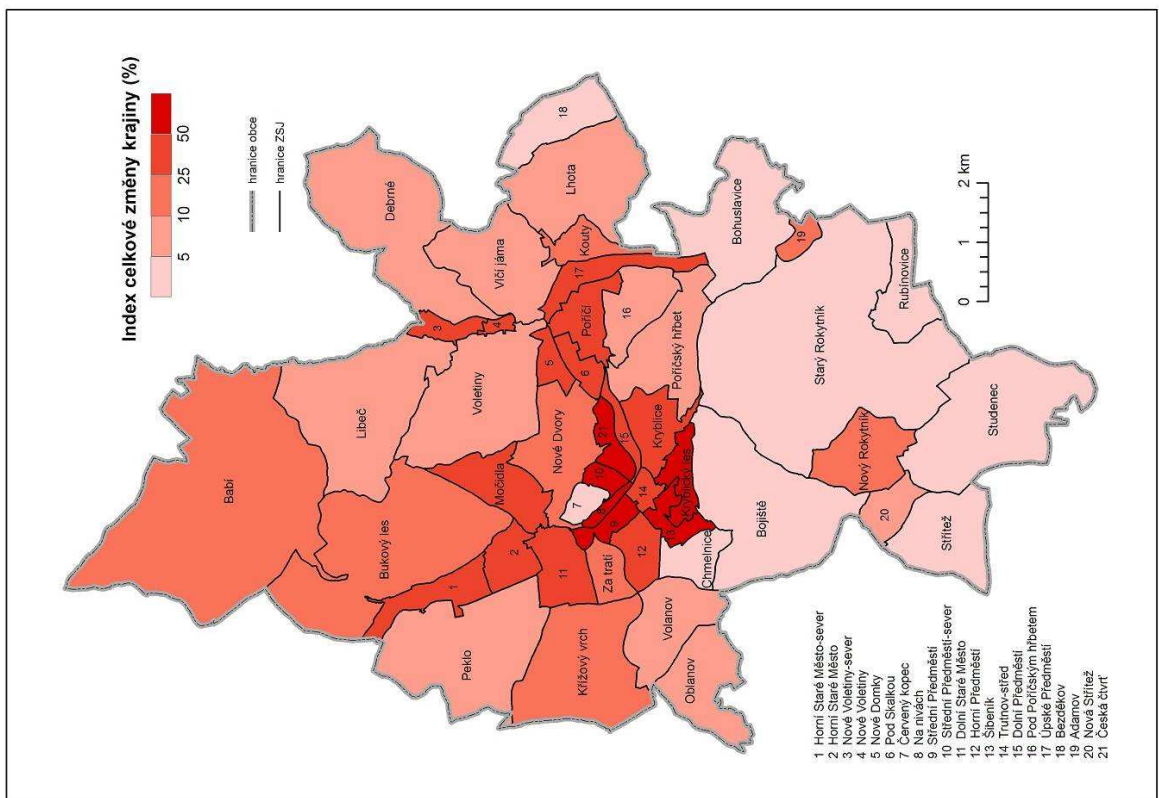 Index celkové změny krajiny (%)
5
10
25
50
hranice obce
hranice ZSJ
Babí
Libeč
Debrné
18
Lhota
Vlčí jáma
Kouty
3
4
17
Bukový les
Voletiny
Poříčí
16
5
6
Nové Dvory
Močidla
Peklo
1
2
7
21
10
8
9
15
Kryblice
Poříčský hřbet
Bohuslavice
19
14
Kryblický les
13
11
Za tratí
12
Křížový vrch
Chmelnice
Bojiště
Starý Rokytník
Rubínovice
Volanov
Oblanov
Nový Rokytník
20
Studenec
Střítež
0
1
2 km
1 Horní Staré Město-sever
2 Horní Staré Město
3 Nové Voletiny-sever
4 Nové Voletiny
5 Nové Domky
6 Pod Skalkou
7 Červený kopec
8 Na nivách
9 Střední Předměstí
10 Střední Předměstí-sever
11 Dolní Staré Město
12 Horní Předměstí
13 Šibeník
14 Trutnov-střed
15 Dolní Předměstí
16 Pod Poříčským hřbetem
17 Úpské Předměstí
18 Bezděkov
19 Adamov
20 Nová Střítež
21 Česká čtvrť